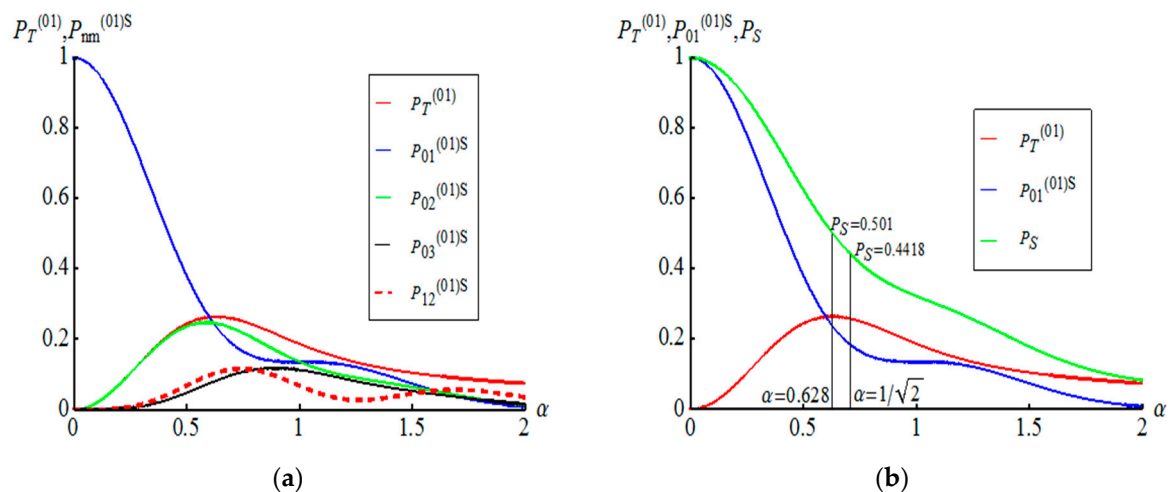 P_T^(01),P_nm^(01)S
1
0.8
0.6
0.4
0.2
0
0
0.5
1
1.5
2
α
P_T^(01)
P_01^(01)S
P_02^(01)S
P_03^(01)S
P_12^(01)S
(a)
P_T^(01),P_01^(01)S,P_S
1
0.8
0.6
0.4
0.2
0
0
0.5
1
1.5
2
α
P_S=0.501
P_S=0.4418
α=0.628
α=1/√2
P_T^(01)
P_01^(01)S
P_S
(b)